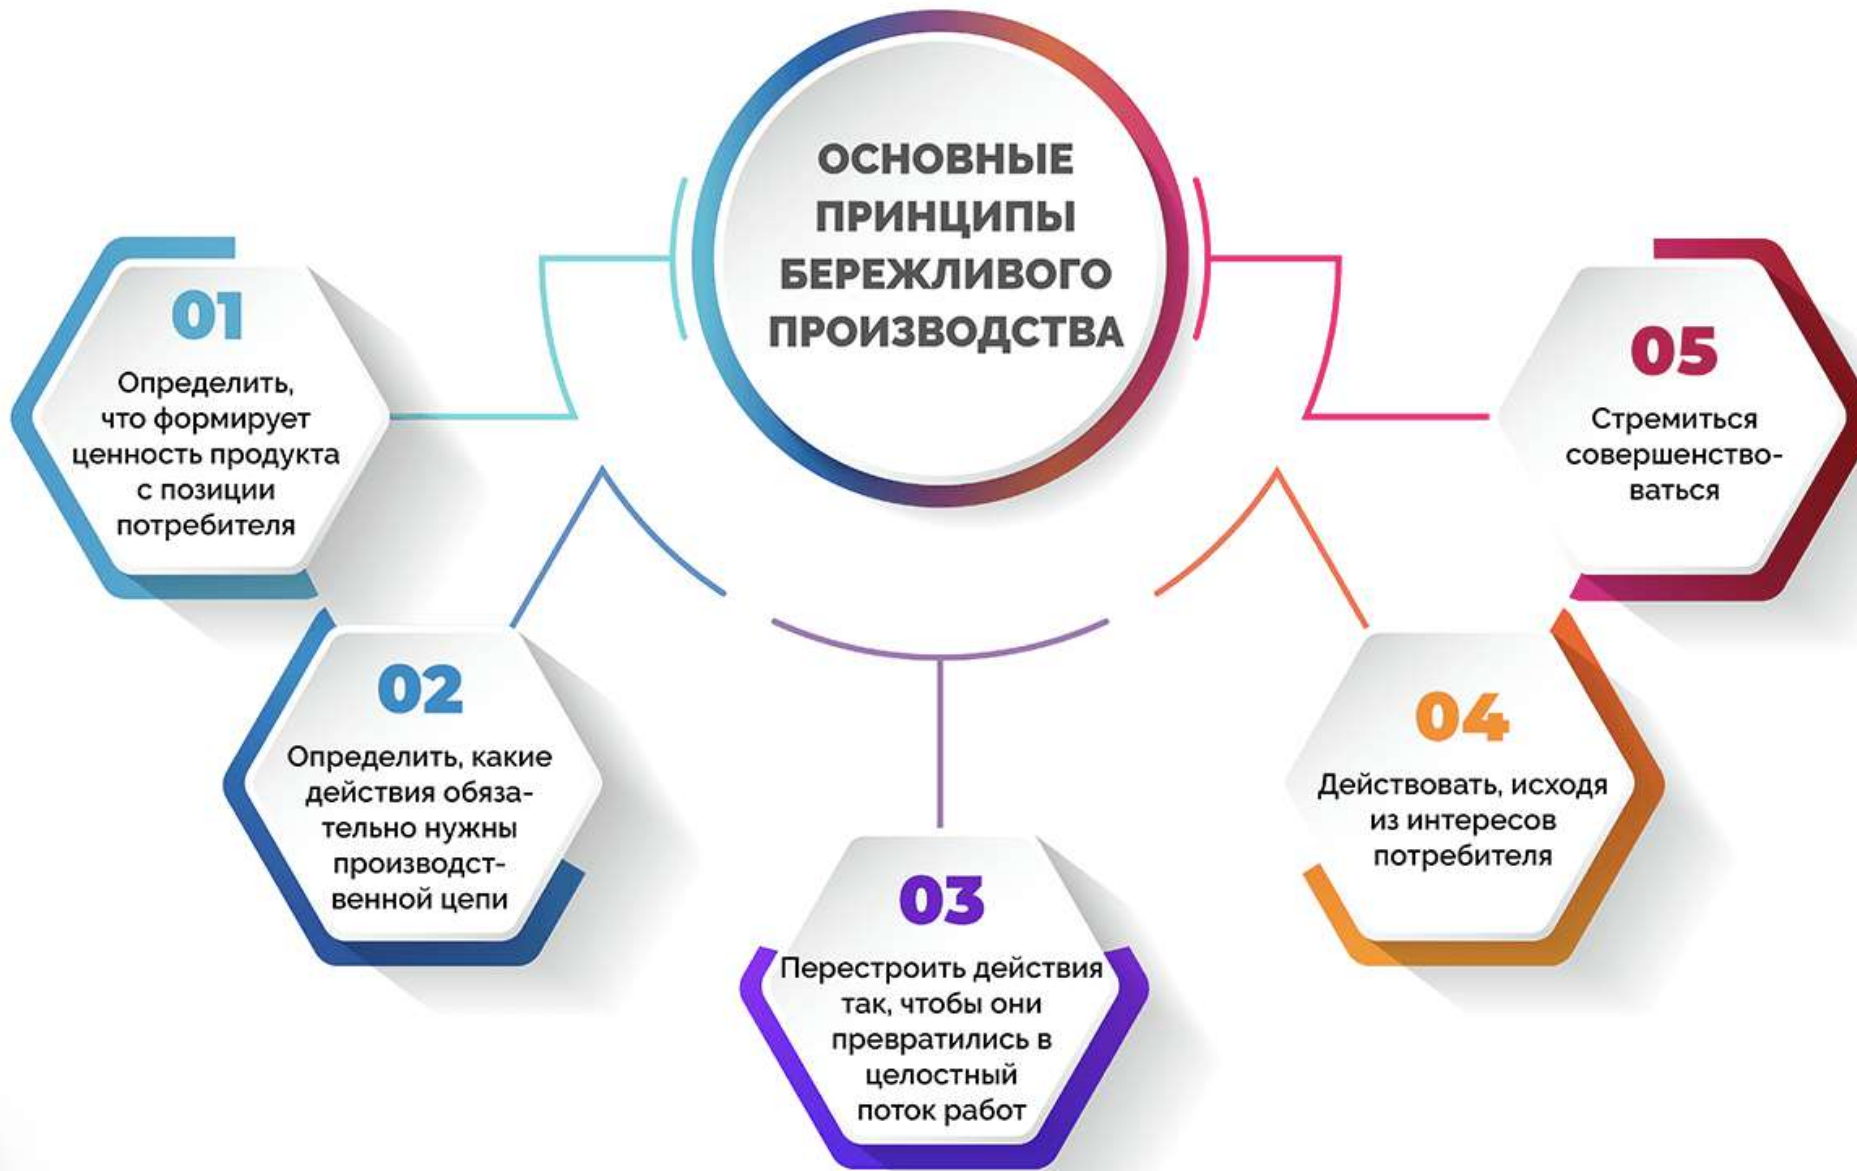 ОСНОВНЫЕ
ПРИНЦИПЫ
БЕРЕЖЛИВОГО
ПРОИЗВОДСТВА
01
Определить,
что формирует
ценность продукта
с позиции
потребителя
02
Определить, какие
действия обяза-
тельно нужны
производст-
венной цепи
03
Перестроить действия
так, чтобы они
превратились в
целостный
поток работ
04
Действовать, исходя
из интересов
потребителя
05
Стремиться
совершенство-
ваться